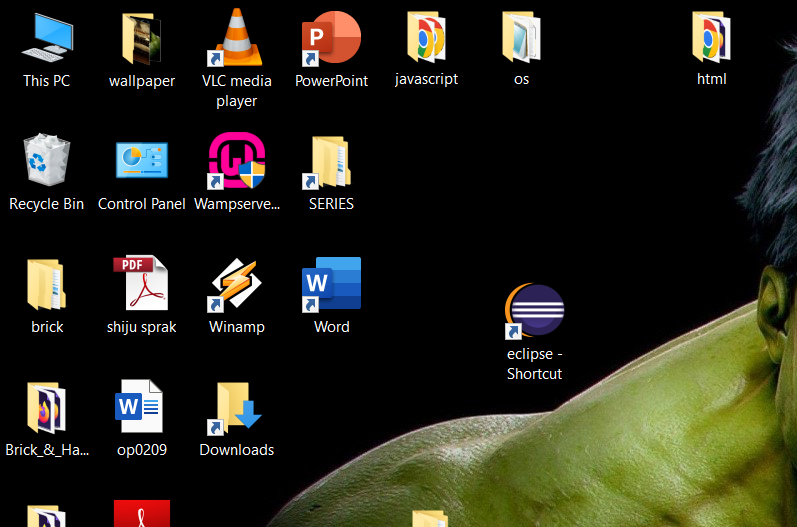 This PC
wallpaper
VLC media
player
PowerPoint
javascript
os
html
Recycle Bin
Control Panel
Wampserve...
SERIES
brick
PDF
shiju sprak
Winamp
W
Word
eclipse -
Shortcut
Brick_&_Ha...
W
op0209
Downloads